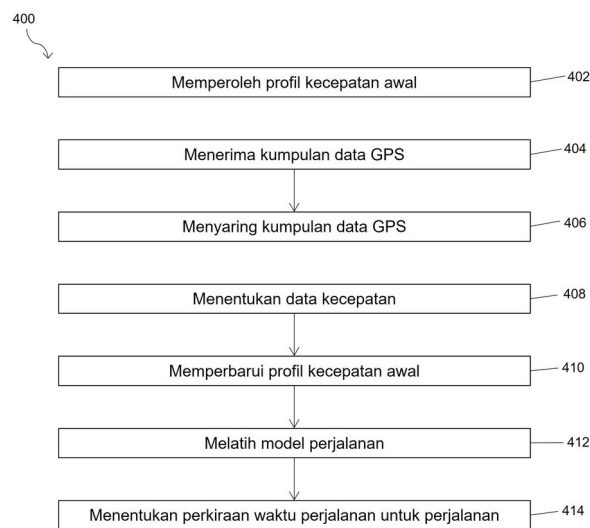 400
Memperoleh profil kecepatan awal
402
Menerima kumpulan data GPS
404
Menyaring kumpulan data GPS
406
Menentukan data kecepatan
408
Memperbarui profil kecepatan awal
410
Melatih model perjalanan
412
Menentukan perkiraan waktu perjalanan untuk perjalanan
414